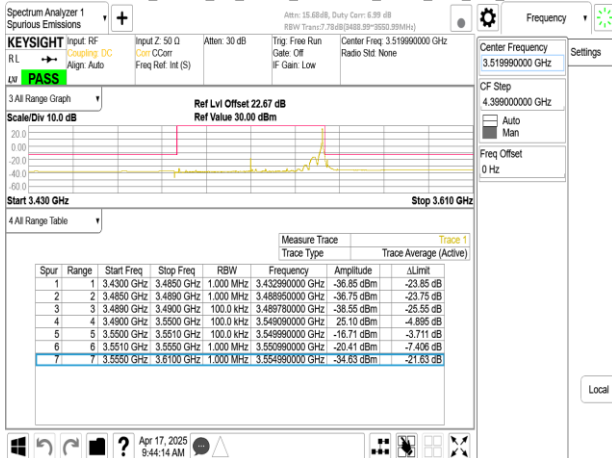 Spectrum Analyzer 1
Spurious Emissions
Attn: 15.68dB, Duty Corr: 6.99 dB
RBW Trans:7.78dB(3488.99~3550.99MHz)
Frequency
KEYSIGHT
Input: RF
Coupling: DC
Align: Auto
Input Z: 50 Ω
Corr CCorr
Freq Ref: Int (S)
Atten: 30 dB
Trig: Free Run
Gate: Off
IF Gain: Low
Center Freq: 3.519990000 GHz
Radio Std: None
RL
LXI PASS
Center Frequency
3.519990000 GHz
Settings
CF Step
4.399000000 GHz
Auto
Man
Freq Offset
0 Hz
3 All Range Graph
Scale/Div 10.0 dB
Ref Lvl Offset 22.67 dB
Ref Value 30.00 dBm
20.0
0.00
-20.0
-40.0
-60.0
Start 3.430 GHz
Stop 3.610 GHz
4 All Range Table
Measure Trace Trace 1
Trace Type Trace Average (Active)
Spur Range Start Freq Stop Freq RBW Frequency Amplitude ΔLimit
1 1 3.4300 GHz 3.4850 GHz 1.000 MHz 3.432990000 GHz -36.85 dBm -23.85 dB
2 2 3.4850 GHz 3.4890 GHz 1.000 MHz 3.488950000 GHz -36.75 dBm -23.75 dB
3 3 3.4890 GHz 3.4900 GHz 100.0 kHz 3.489780000 GHz -38.55 dBm -25.55 dB
4 4 3.4900 GHz 3.5500 GHz 100.0 kHz 3.549090000 GHz 25.10 dBm -4.895 dB
5 5 3.5500 GHz 3.5510 GHz 100.0 kHz 3.549990000 GHz -16.71 dBm -3.711 dB
6 6 3.5510 GHz 3.5550 GHz 1.000 MHz 3.550990000 GHz -20.41 dBm -7.406 dB
7 7 3.5550 GHz 3.6100 GHz 1.000 MHz 3.554990000 GHz -34.63 dBm -21.63 dB
Local
Apr 17, 2025
9:44:14 AM